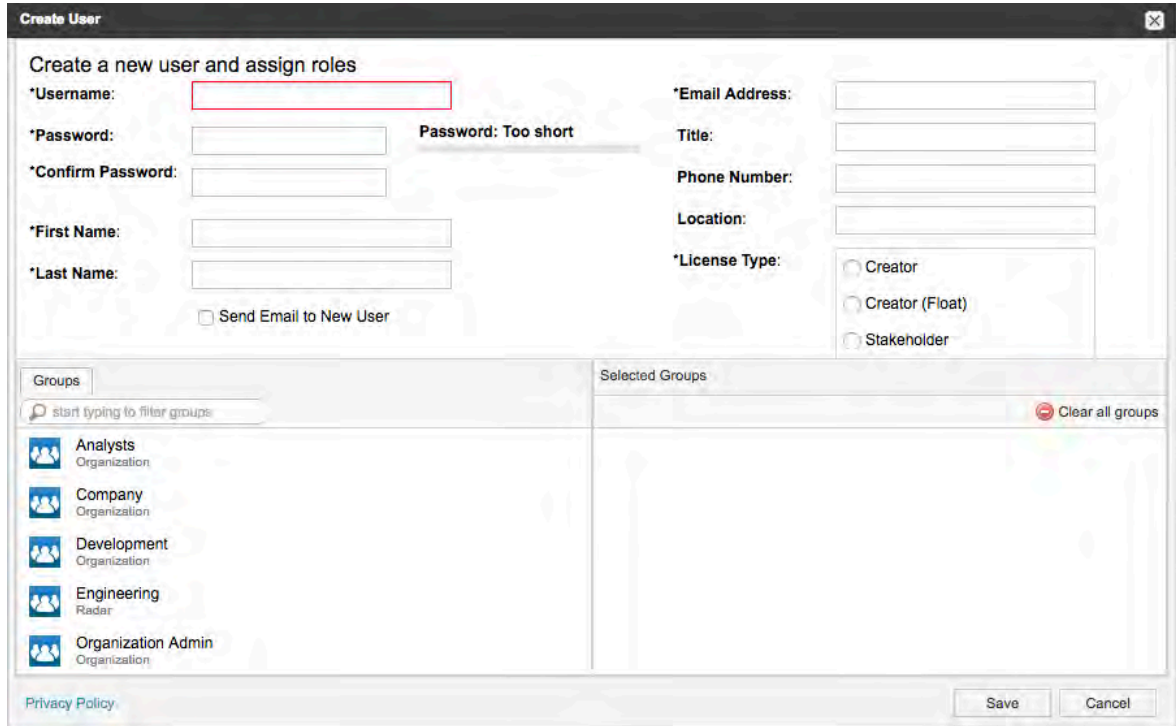 Create User
Create a new user and assign roles
*Username:
*Password:
Password: Too short
*Confirm Password:
*First Name:
*Last Name:
Send Email to New User
*Email Address:
Title:
Phone Number:
Location:
*License Type:
Creator
Creator (Float)
Stakeholder
Groups
start typing to filter groups
Analysts
Organization
Company
Organization
Development
Organization
Engineering
Radar
Organization Admin
Organization
Selected Groups
Clear all groups
Privacy Policy
Save
Cancel